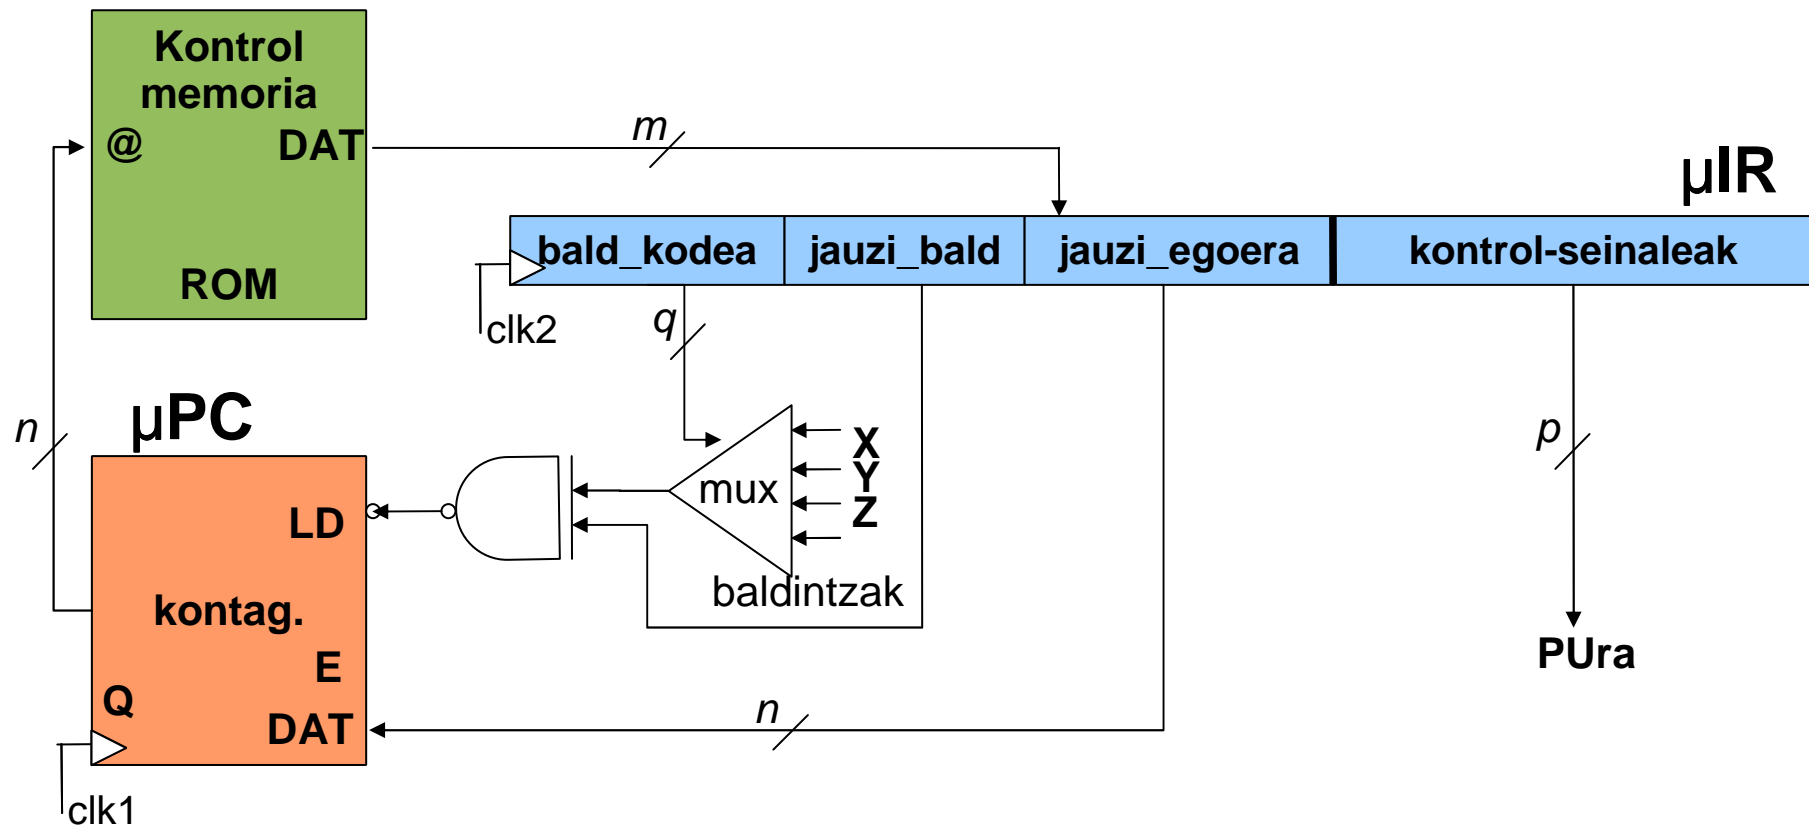 Kontrol
memoria
@ DAT
ROM
m
µIR
bald_kodea jauzi_bald jauzi_egoera kontrol-seinaleak
clk2
q
n
µPC
p
X
Y
Z
mux
LD
baldintzak
kontag.
E
PUra
Q
DAT
n
clk1